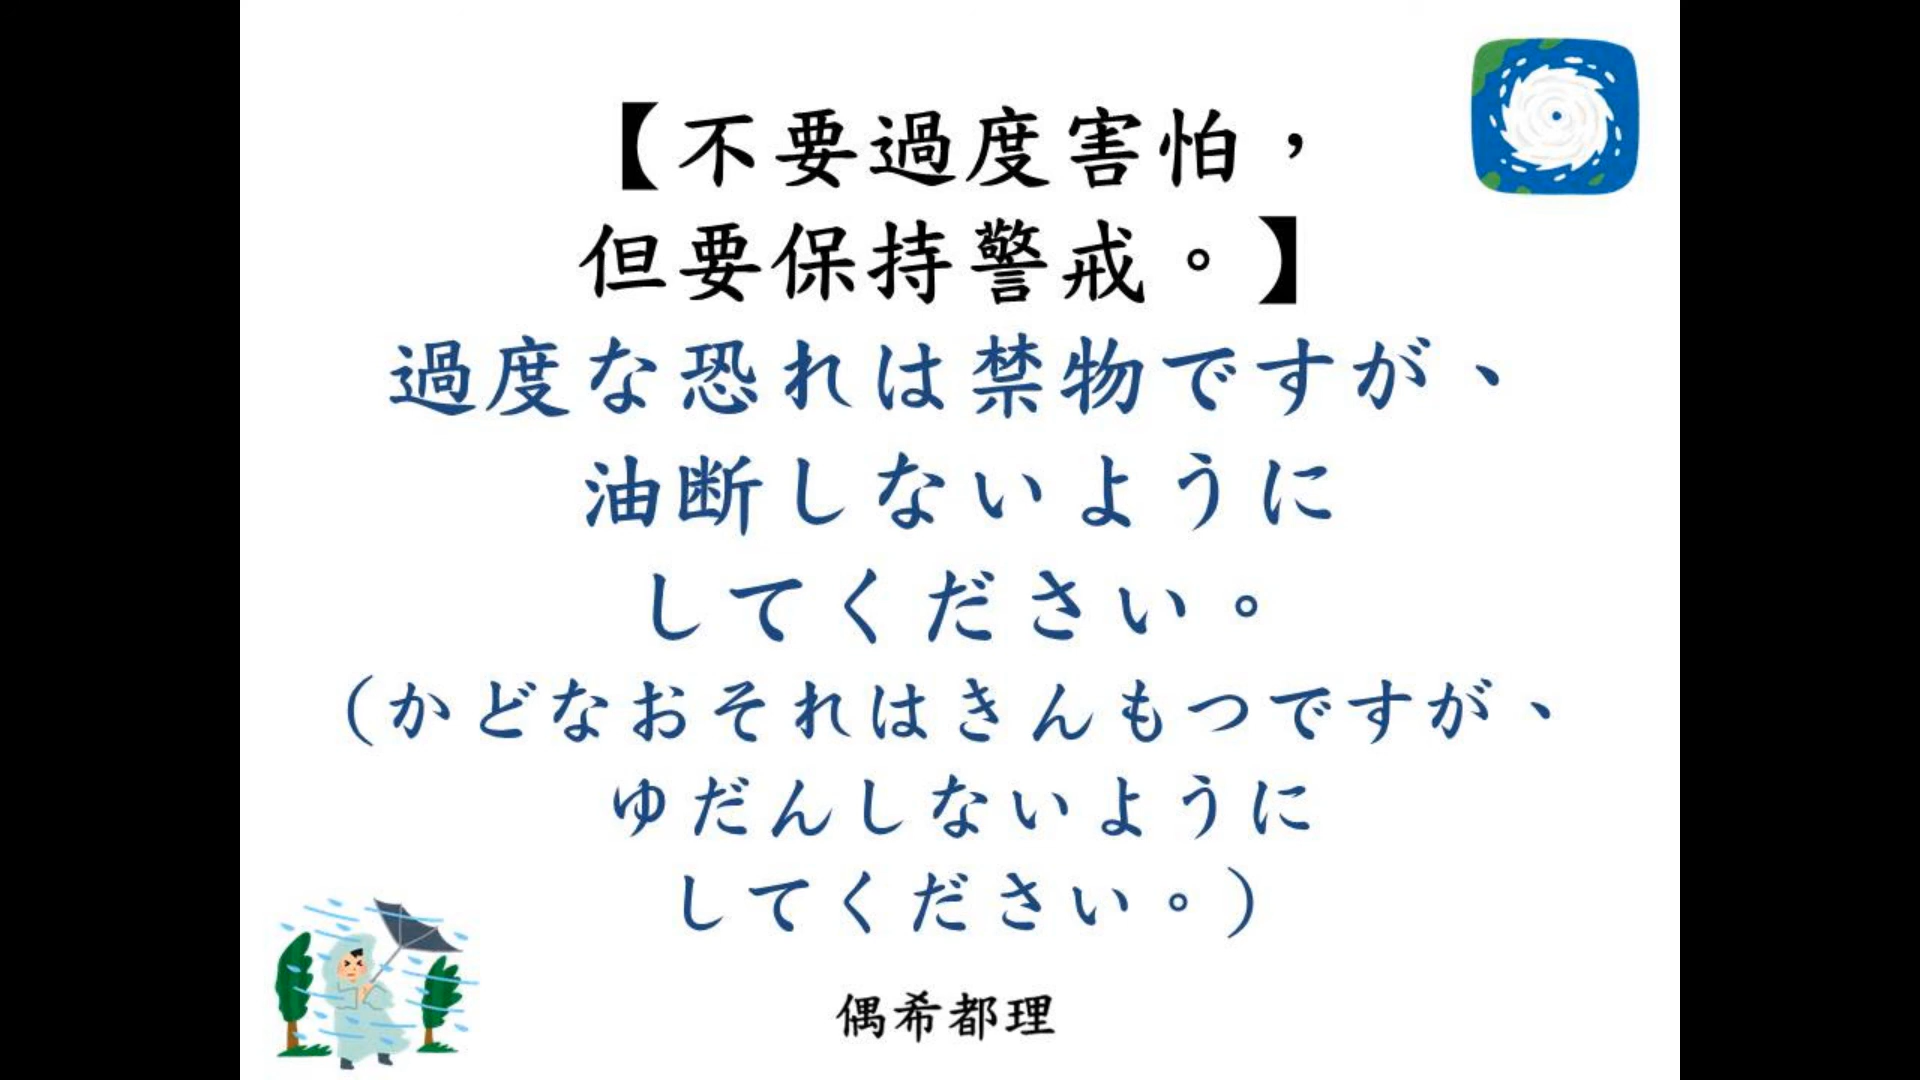 【不要過度害怕，
但要保持警戒。】
過度な恐れは禁物ですが、
油断しないように
してください。
（かどなおそれはきんもつですが、
ゆだんしないように
してください。）
偶希都理